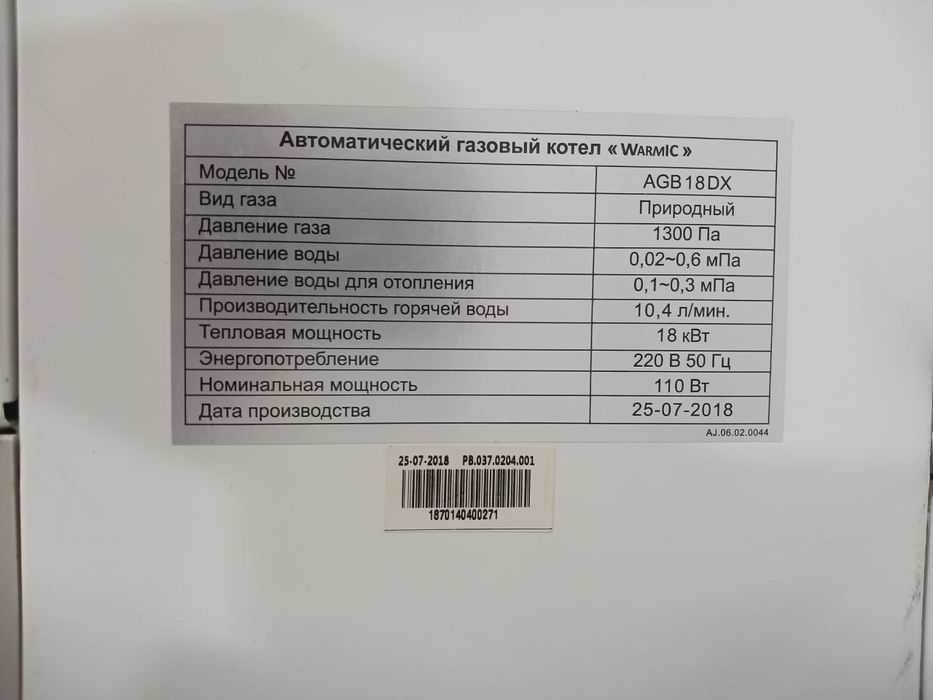 Автоматический газовый котел « WARMIC »
Модель № AGB 18 DX
Вид газа Природный
Давление газа 1300 Па
Давление воды 0,02~0,6 мПа
Давление воды для отопления 0,1~0,3 мПа
Производительность горячей воды 10,4 л/мин.
Тепловая мощность 18 кВт
Энергопотребление 220 В 50 Гц
Номинальная мощность 110 Вт
Дата производства 25-07-2018
AJ.06.02.0044
25-07-2018 PB.037.0204.001
1870140400271